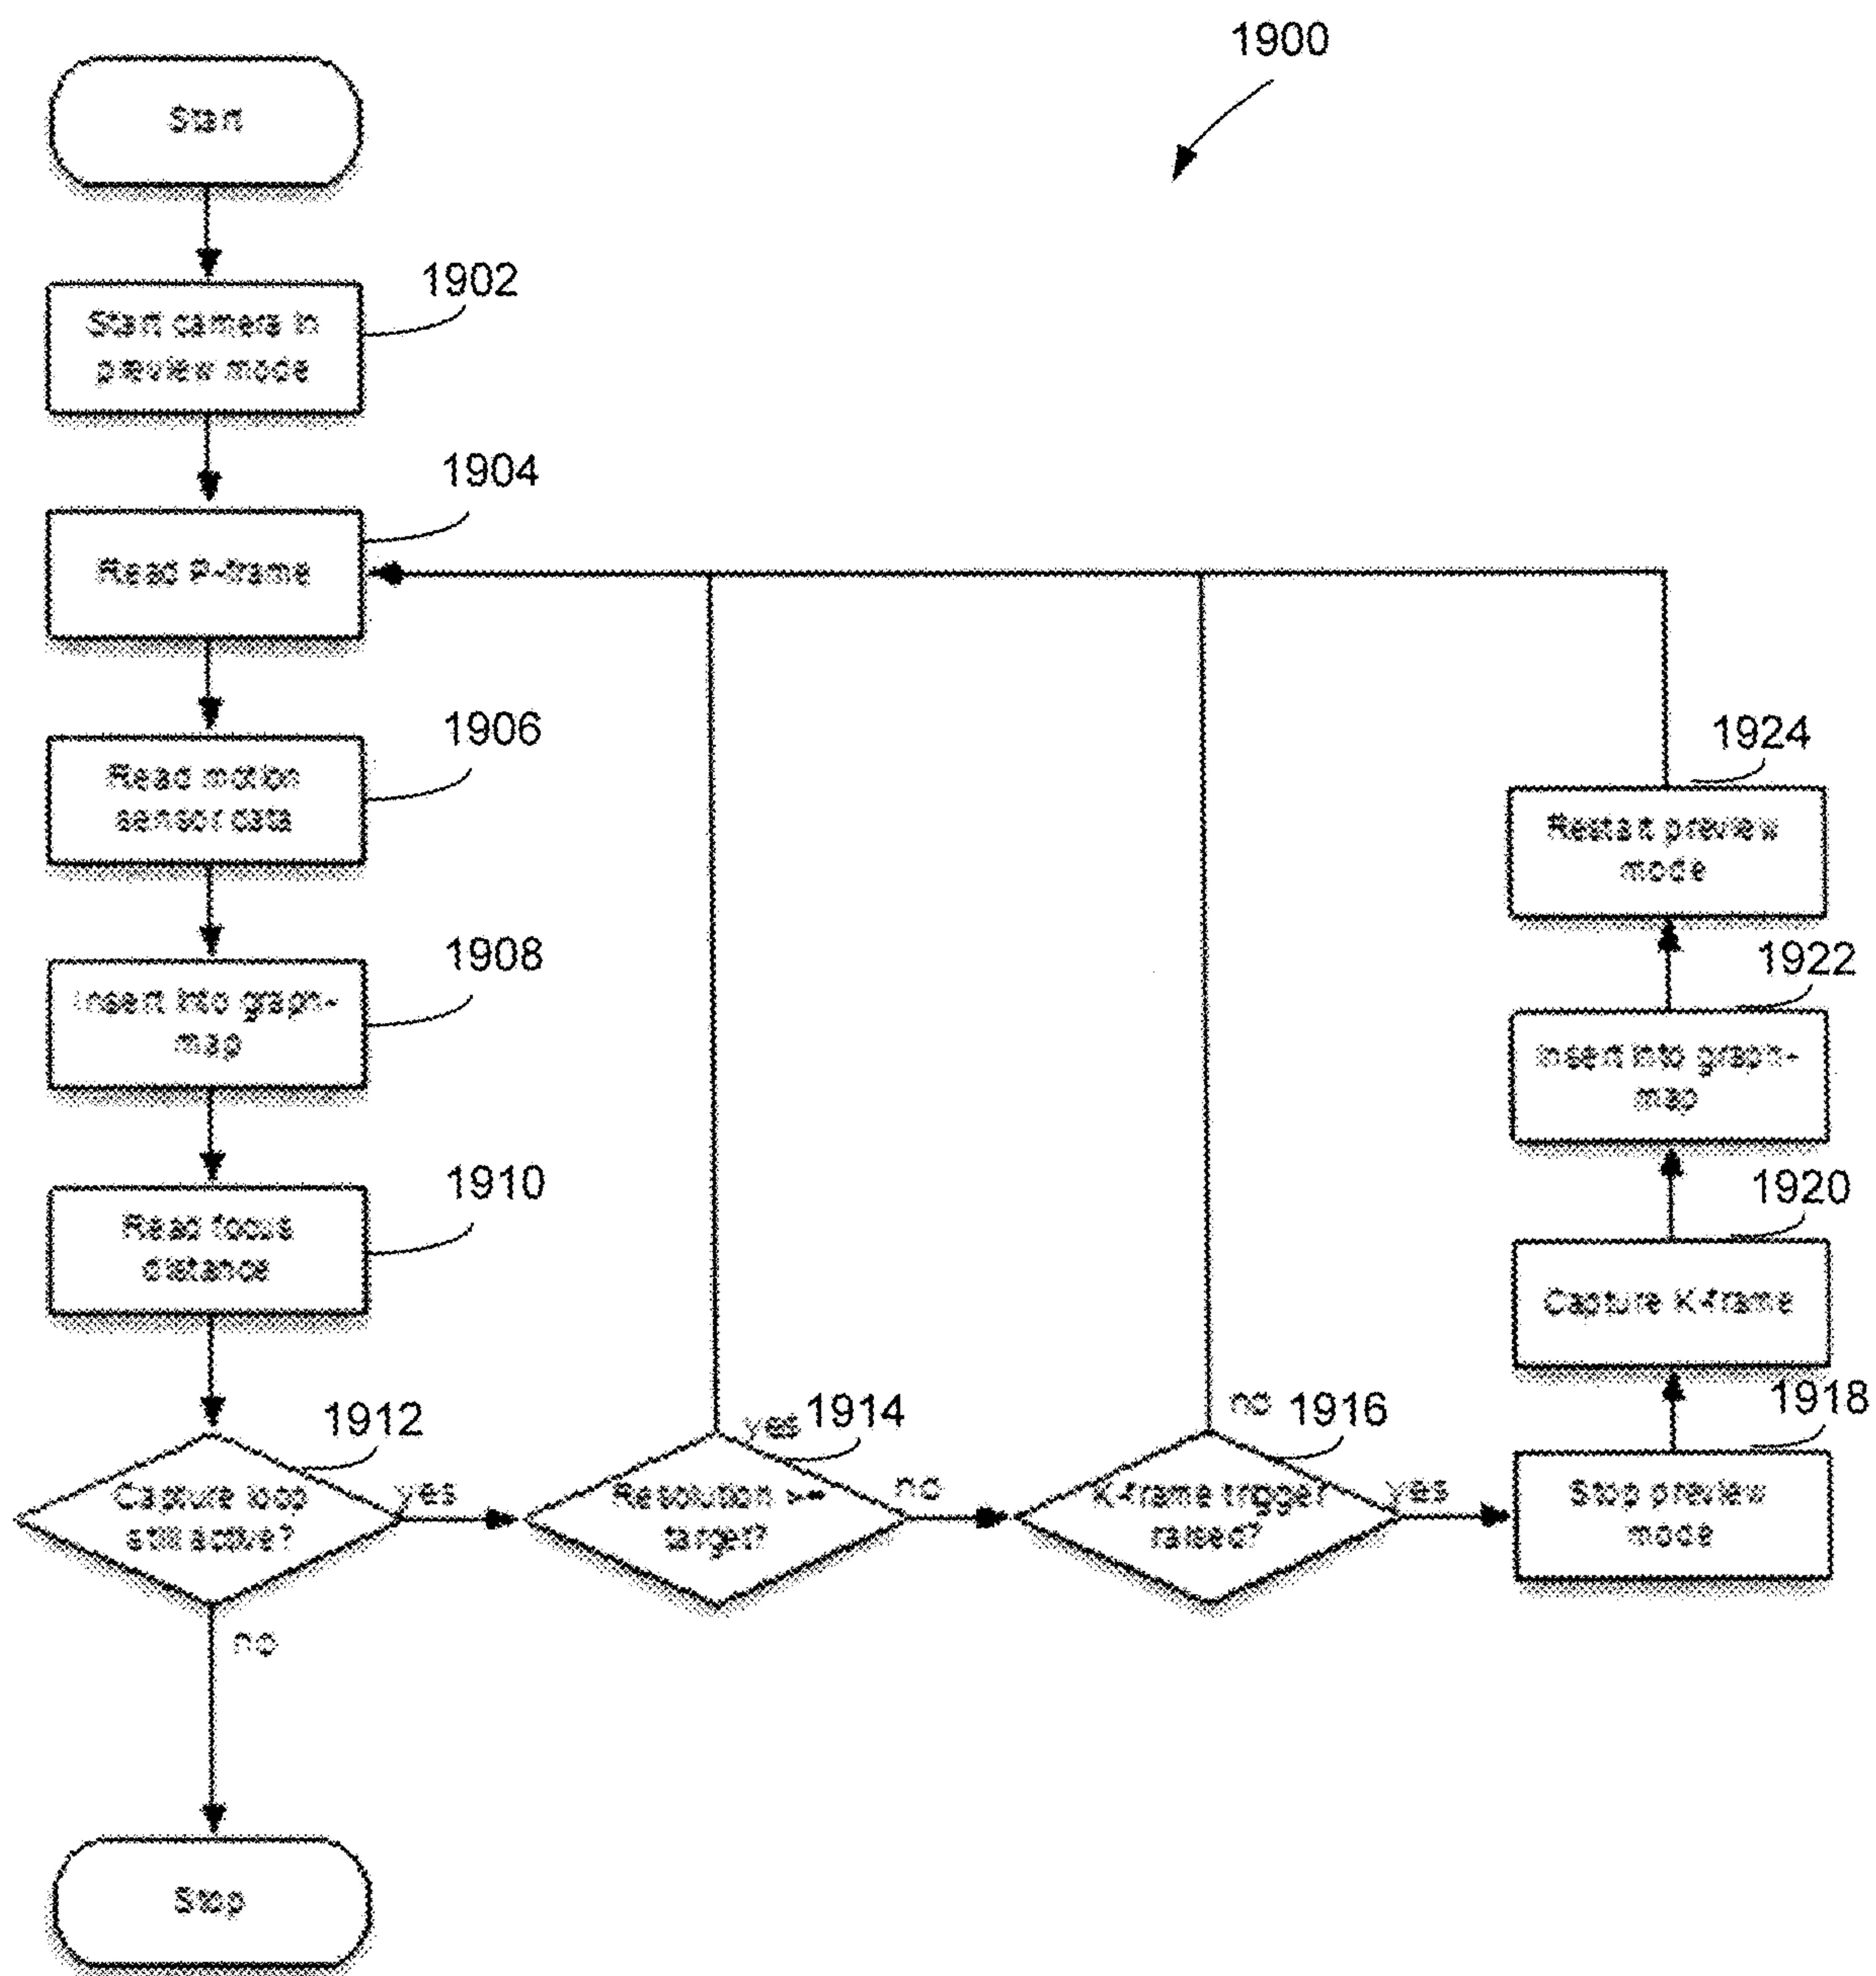 1900
Start
1902
Start camera in
preview mode
1904
Read P-frame
1906
Read motion
sensor data
1908
Insert into graph-
map
1910
Read focus
distance
1912
Capture loop
still active?
yes
no
Stop
1914
yes
Resolution >=
target?
no
1916
no
K-frame trigger
raised?
yes
1918
Stop preview
mode
1920
Capture K-frame
1922
Insert into graph-
map
1924
Restart preview
mode